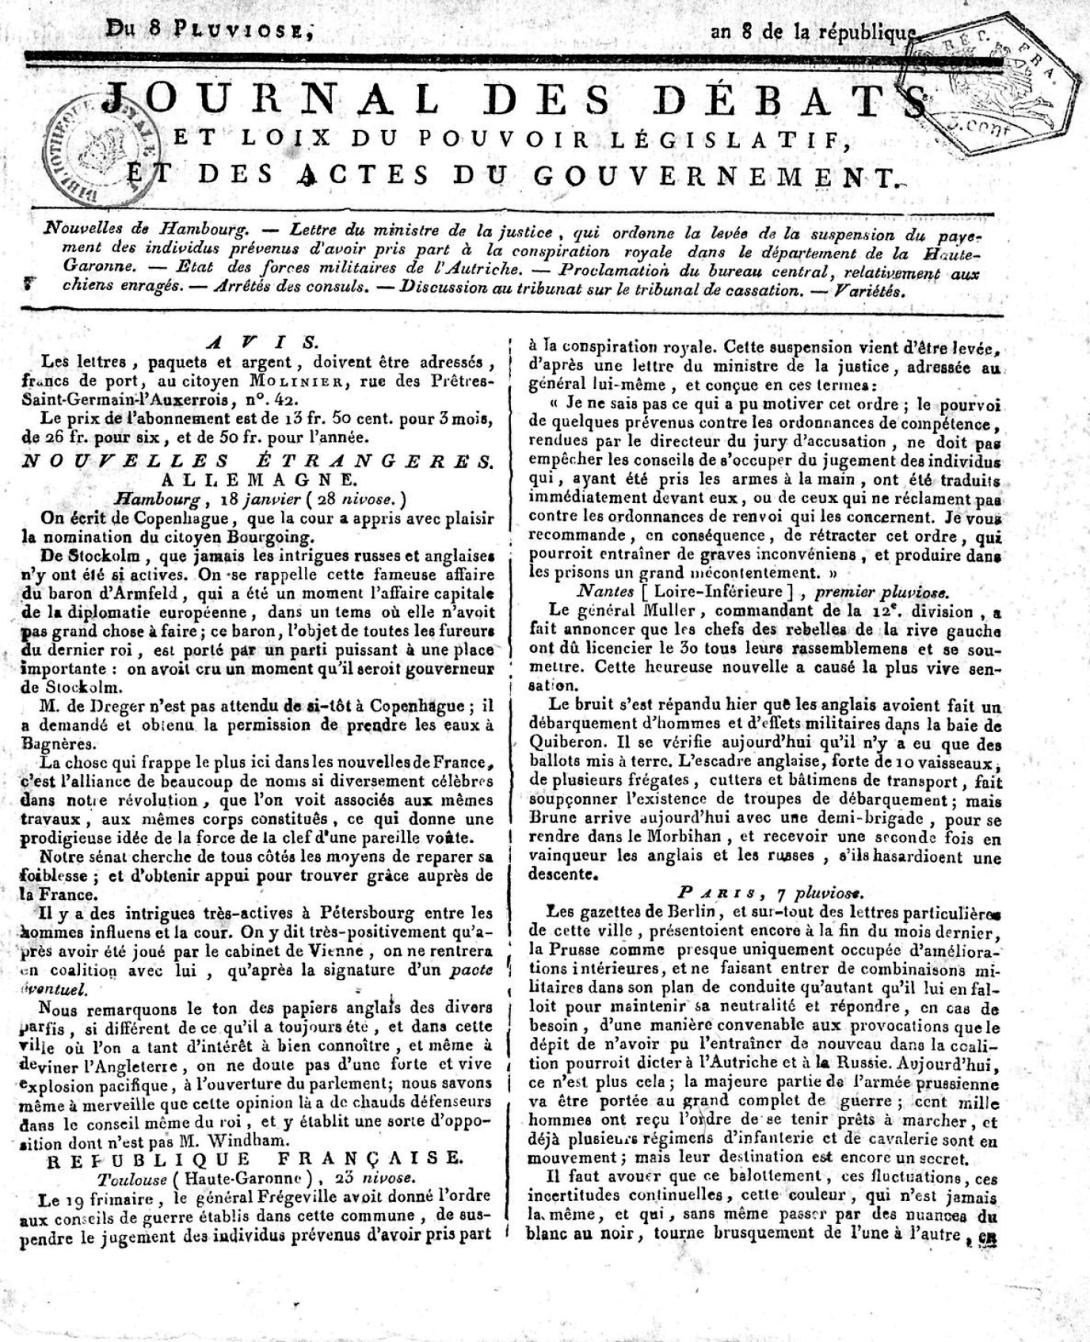 Du 8 PLUVIOSE,
an 8 de la république
JOURNAL DES DÉBATS
ET LOIX DU POUVOIR LÉGISLATIF,
ET DES ACTES DU GOUVERNEMENT.
BIBLIOTHEQUE ROYALE
RÉP. FRA.
5. cent
Nouvelles de Hambourg. — Lettre du ministre de la justice, qui ordonne la levée de la suspension du paye-
ment des individus prévenus d'avoir pris part à la conspiration royale dans le département de la Haute-
Garonne. — Etat des forces militaires de l'Autriche. — Proclamation du bureau central, relativement aux
chiens enragés. — Arrêtés des consuls. — Discussion au tribunat sur le tribunal de cassation. — Variétés.
AVIS.
Les lettres, paquets et argent, doivent être adressés,
francs de port, au citoyen MOLINIER, rue des Prêtres-
Saint-Germain-l'Auxerrois, n°. 42.
Le prix de l'abonnement est de 13 fr. 50 cent. pour 3 mois,
de 26 fr. pour six, et de 50 fr. pour l'année.
NOUVELLES ÉTRANGERES.
ALLEMAGNE.
Hambourg, 18 janvier (28 nivose.)
On écrit de Copenhague, que la cour a appris avec plaisir
la nomination du citoyen Bourgoing.
De Stockolm, que jamais les intrigues russes et anglaises
n'y ont été si actives. On se rappelle cette fameuse affaire
du baron d'Armfeld, qui a été un moment l'affaire capitale
de la diplomatie européenne, dans un tems où elle n'avoit
pas grand chose à faire; ce baron, l'objet de toutes les fureurs
du dernier roi, est porté par un parti puissant à une place
importante : on avoit cru un moment qu'il seroit gouverneur
de Stockolm.
M. de Dreger n'est pas attendu de si-tôt à Copenhague; il
a demandé et obtenu la permission de prendre les eaux à
Bagnères.
La chose qui frappe le plus ici dans les nouvelles de France,
c'est l'alliance de beaucoup de noms si diversement célèbres
dans notre révolution, que l'on voit associés aux mêmes
travaux, aux mêmes corps constitués, ce qui donne une
prodigieuse idée de la force de la clef d'une pareille voûte.
Notre sénat cherche de tous côtés les moyens de reparer sa
foiblesse; et d'obtenir appui pour trouver grâce auprès de
la France.
Il y a des intrigues très-actives à Pétersbourg entre les
hommes influens et la cour. On y dit très-positivement qu'a-
près avoir été joué par le cabinet de Vienne, on ne rentrera
en coalition avec lui, qu'après la signature d'un pacte
éventuel.
Nous remarquons le ton des papiers anglais des divers
partis, si différent de ce qu'il a toujours été, et dans cette
ville où l'on a tant d'intérêt à bien connoître, et même à
deviner l'Angleterre, on ne doute pas d'une forte et vive
explosion pacifique, à l'ouverture du parlement; nous savons
même à merveille que cette opinion là a de chauds défenseurs
dans le conseil même du roi, et y établit une sorte d'oppo-
sition dont n'est pas M. Windham.
REPUBLIQUE FRANÇAISE.
Toulouse (Haute-Garonne), 23 nivose.
Le 19 frimaire, le général Frégeville avoit donné l'ordre
aux conseils de guerre établis dans cette commune, de sus-
pendre le jugement des individus prévenus d'avoir pris part
à la conspiration royale. Cette suspension vient d'être levée,
d'après une lettre du ministre de la justice, adressée au
général lui-même, et conçue en ces termes:
« Je ne sais pas ce qui a pu motiver cet ordre; le pourvoi
de quelques prévenus contre les ordonnances de compétence,
rendues par le directeur du jury d'accusation, ne doit pas
empêcher les conseils de s'occuper du jugement des individus
qui, ayant été pris les armes à la main, ont été traduits
immédiatement devant eux, ou de ceux qui ne réclament pas
contre les ordonnances de renvoi qui les concernent. Je vous
recommande, en conséquence, de rétracter cet ordre, qui
pourroit entraîner de graves inconvéniens, et produire dans
les prisons un grand mécontentement. »
Nantes [Loire-Inférieure], premier pluviose.
Le général Muller, commandant de la 12e. division, a
fait annoncer que les chefs des rebelles de la rive gauche
ont dû licencier le 30 tous leurs rassemblemens et se sou-
mettre. Cette heureuse nouvelle a causé la plus vive sen-
sation.
Le bruit s'est répandu hier que les anglais avoient fait un
débarquement d'hommes et d'effets militaires dans la baie de
Quiberon. Il se vérifie aujourd'hui qu'il n'y a eu que des
ballots mis à terre. L'escadre anglaise, forte de 10 vaisseaux,
de plusieurs frégates, cutters et bâtimens de transport, fait
soupçonner l'existence de troupes de débarquement; mais
Brune arrive aujourd'hui avec une demi-brigade, pour se
rendre dans le Morbihan, et recevoir une seconde fois en
vainqueur les anglais et les russes, s'ils hasardioent une
descente.
PARIS, 7 pluviose.
Les gazettes de Berlin, et sur-tout des lettres particulières
de cette ville, présentoient encore à la fin du mois dernier,
la Prusse comme presque uniquement occupée d'améliora-
tions intérieures, et ne faisant entrer de combinaisons mi-
litaires dans son plan de conduite qu'autant qu'il lui en fal-
loit pour maintenir sa neutralité et répondre, en cas de
besoin, d'une manière convenable aux provocations que le
dépit de n'avoir pu l'entraîner de nouveau dans la coali-
tion pourroit dicter à l'Autriche et à la Russie. Aujourd'hui,
ce n'est plus cela; la majeure partie de l'armée prussienne
va être portée au grand complet de guerre; cent mille
hommes ont reçu l'ordre de se tenir prêts à marcher, et
déjà plusieurs régimens d'infanterie et de cavalerie sont en
mouvement; mais leur destination est encore un secret.
Il faut avouer que ce balottement, ces fluctuations, ces
incertitudes continuelles, cette couleur, qui n'est jamais
la même, et qui, sans même passer par des nuances du
blanc au noir, tourne brusquement de l'une à l'autre, en